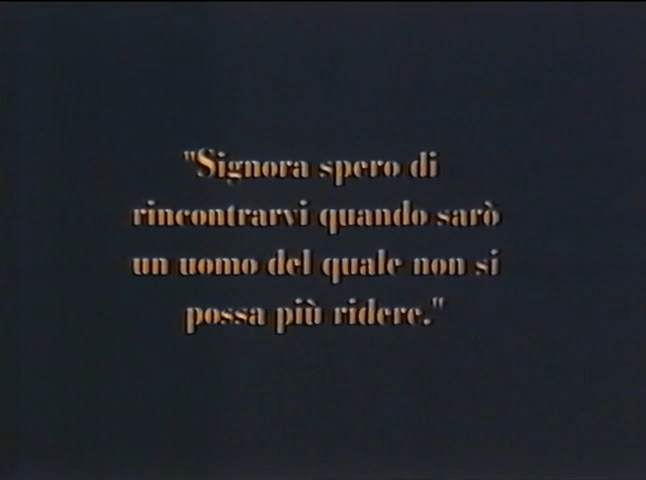 "Signora spero di
rincontrarvi quando sarò
un uomo del quale non si
possa più ridere."